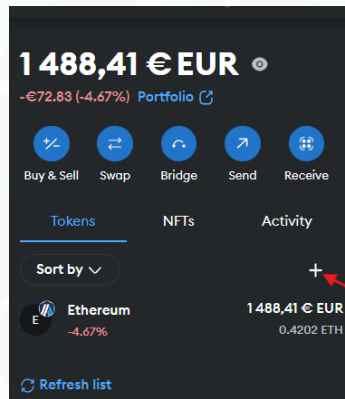 1 488,41 € EUR
-€72.83 (-4.67%) Portfolio
Buy & Sell Swap Bridge Send Receive
Tokens NFTs Activity
Sort by
E Ethereum 1 488,41 € EUR
-4.67% 0.4202 ETH
Refresh list